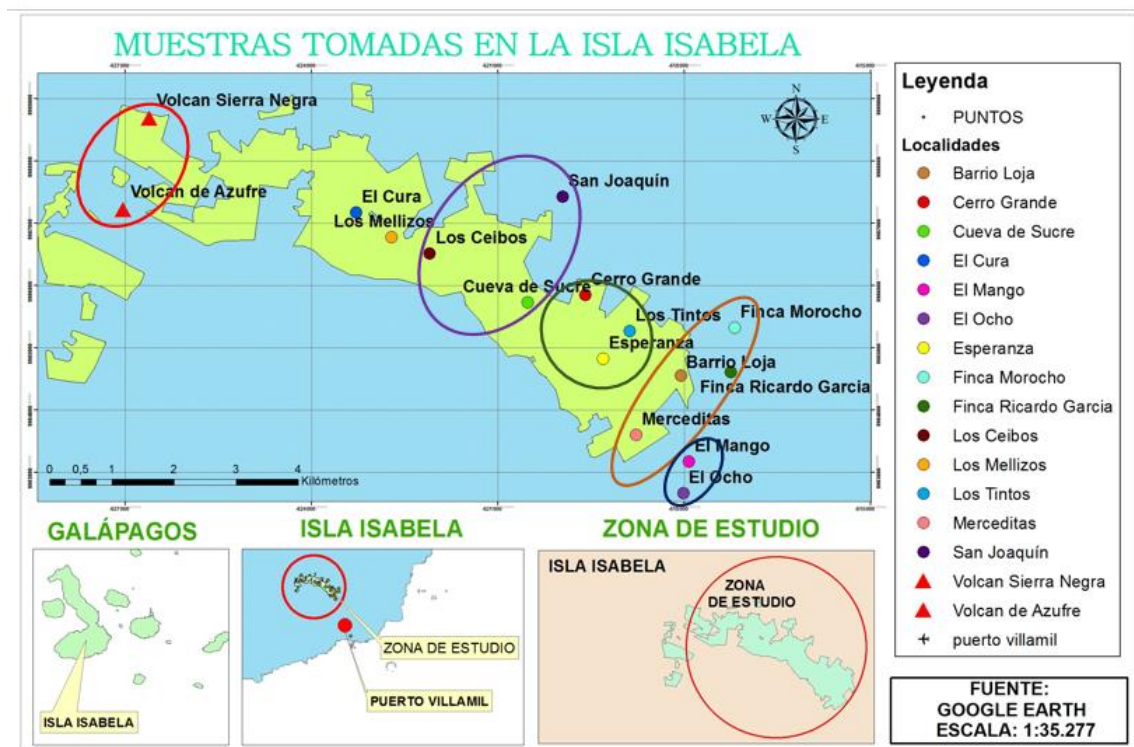 MUESTRAS TOMADAS EN LA ISLA ISABELA
Volcan Sierra Negra
Volcan de Azufre
El Cura
Los Mellizos
San Joaquín
Los Ceibos
Cueva de Sucre
Cerro Grande
Los Tintos
Finca Morocho
Esperanza
Barrio Loja
Finca Ricardo Garcia
Merceditas
El Mango
El Ocho
N
W
E
S
0 0,5 1 2 3 4
Kilómetros
Leyenda
PUNTOS
Localidades
Barrio Loja
Cerro Grande
Cueva de Sucre
El Cura
El Mango
El Ocho
Esperanza
Finca Morocho
Finca Ricardo Garcia
Los Ceibos
Los Mellizos
Los Tintos
Merceditas
San Joaquín
Volcan Sierra Negra
Volcan de Azufre
puerto villamil
GALÁPAGOS
ISLA ISABELA
ISLA ISABELA
ZONA DE ESTUDIO
PUERTO VILLAMIL
ZONA DE ESTUDIO
ISLA ISABELA
ZONA
DE ESTUDIO
FUENTE:
GOOGLE EARTH
ESCALA: 1:35.277